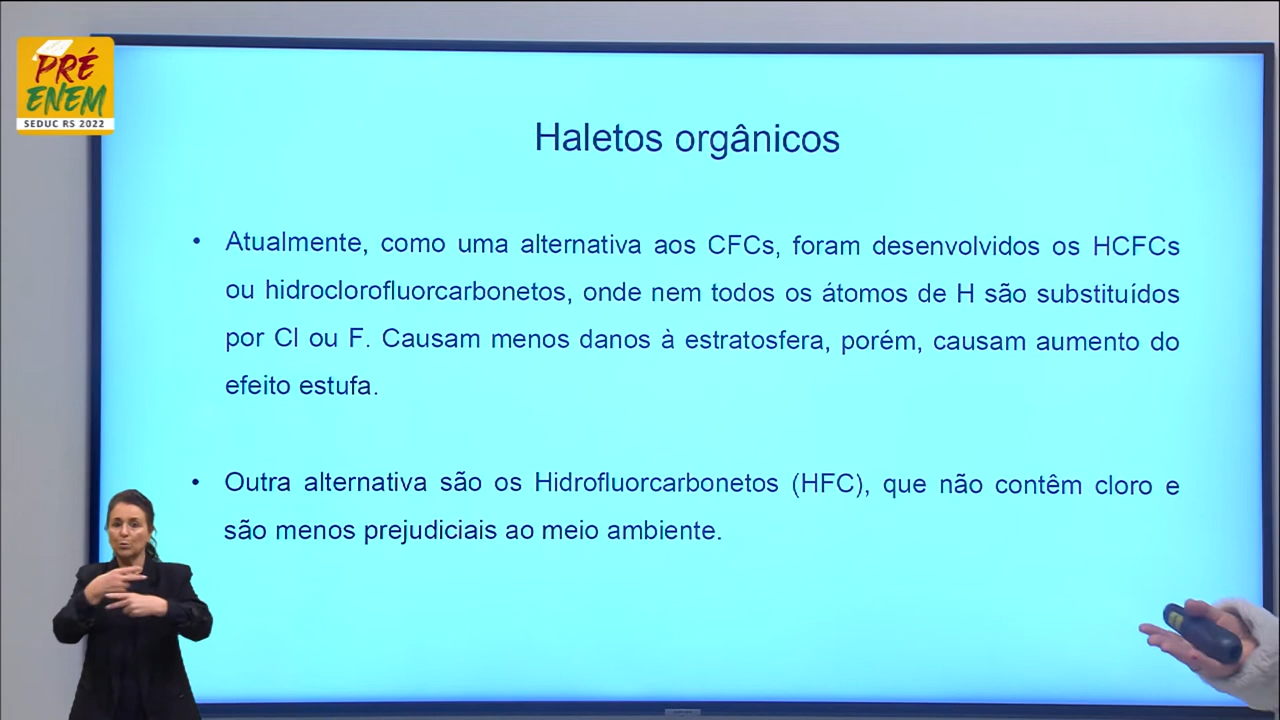 PRÉ
ENEM
SEDUC RS 2022
Haletos orgânicos
• Atualmente, como uma alternativa aos CFCs, foram desenvolvidos os HCFCs
ou hidroclorofluorcarbonetos, onde nem todos os átomos de H são substituídos
por Cl ou F. Causam menos danos à estratosfera, porém, causam aumento do
efeito estufa.
• Outra alternativa são os Hidrofluorcarbonetos (HFC), que não contêm cloro e
são menos prejudiciais ao meio ambiente.